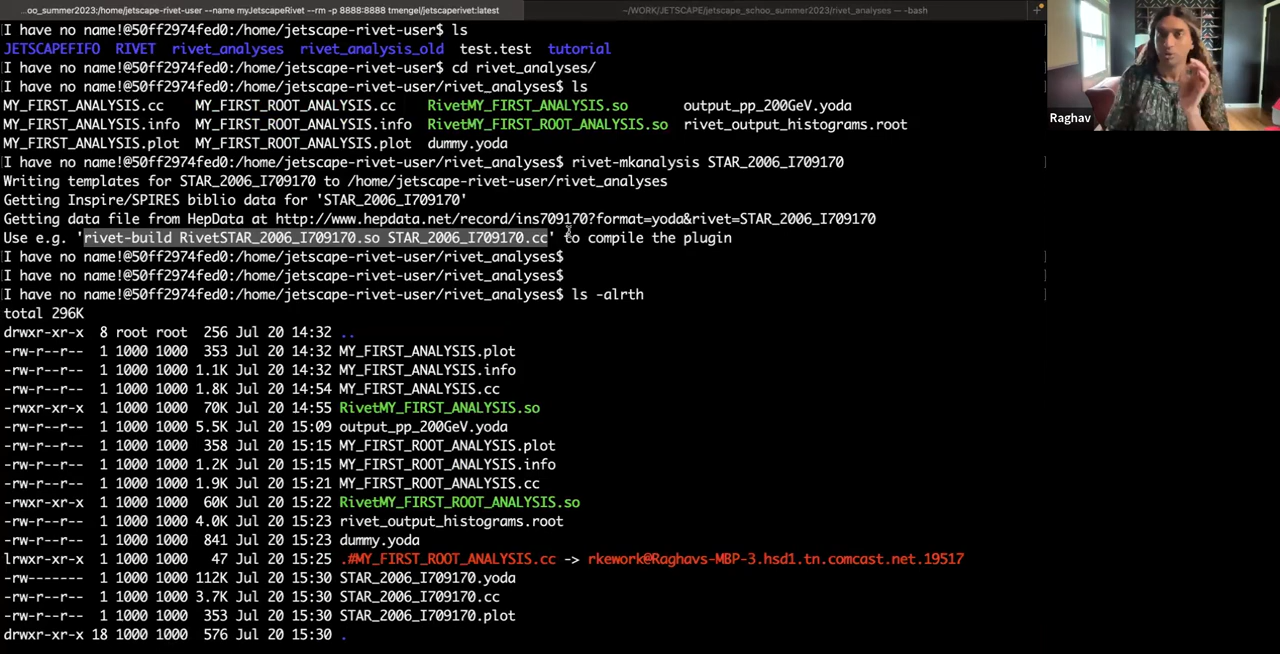 ...oo_summer2023:/home/jetscape-rivet-user --name myJetscapeRivet --rm -p 8888:8888 tmengel/jetscaperivet:latest
~/WORK/JETSCAPE/jetscape_schoo_summer2023/rivet_analyses — -bash
I have no name!@50ff2974fed0:/home/jetscape-rivet-user$ ls
JETSCAPEFIFO RIVET rivet_analyses rivet_analysis_old test.test tutorial
I have no name!@50ff2974fed0:/home/jetscape-rivet-user$ cd rivet_analyses/
I have no name!@50ff2974fed0:/home/jetscape-rivet-user/rivet_analyses$ ls
MY_FIRST_ANALYSIS.cc MY_FIRST_ROOT_ANALYSIS.cc RivetMY_FIRST_ANALYSIS.so output_pp_200GeV.yoda
MY_FIRST_ANALYSIS.info MY_FIRST_ROOT_ANALYSIS.info RivetMY_FIRST_ROOT_ANALYSIS.so rivet_output_histograms.root
MY_FIRST_ANALYSIS.plot MY_FIRST_ROOT_ANALYSIS.plot dummy.yoda
I have no name!@50ff2974fed0:/home/jetscape-rivet-user/rivet_analyses$ rivet-mkanalysis STAR_2006_I709170
Writing templates for STAR_2006_I709170 to /home/jetscape-rivet-user/rivet_analyses
Getting Inspire/SPIRES biblio data for 'STAR_2006_I709170'
Getting data file from HepData at http://www.hepdata.net/record/ins709170?format=yoda&rivet=STAR_2006_I709170
Use e.g. 'rivet-build RivetSTAR_2006_I709170.so STAR_2006_I709170.cc' to compile the plugin
I have no name!@50ff2974fed0:/home/jetscape-rivet-user/rivet_analyses$
I have no name!@50ff2974fed0:/home/jetscape-rivet-user/rivet_analyses$
I have no name!@50ff2974fed0:/home/jetscape-rivet-user/rivet_analyses$ ls -alrth
total 296K
drwxr-xr-x 8 root root 256 Jul 20 14:32 ..
-rw-r--r-- 1 1000 1000 353 Jul 20 14:32 MY_FIRST_ANALYSIS.plot
-rw-r--r-- 1 1000 1000 1.1K Jul 20 14:32 MY_FIRST_ANALYSIS.info
-rw-r--r-- 1 1000 1000 1.8K Jul 20 14:54 MY_FIRST_ANALYSIS.cc
-rwxr-xr-x 1 1000 1000 70K Jul 20 14:55 RivetMY_FIRST_ANALYSIS.so
-rw-r--r-- 1 1000 1000 5.5K Jul 20 15:09 output_pp_200GeV.yoda
-rw-r--r-- 1 1000 1000 358 Jul 20 15:15 MY_FIRST_ROOT_ANALYSIS.plot
-rw-r--r-- 1 1000 1000 1.2K Jul 20 15:15 MY_FIRST_ROOT_ANALYSIS.info
-rw-r--r-- 1 1000 1000 1.9K Jul 20 15:21 MY_FIRST_ROOT_ANALYSIS.cc
-rwxr-xr-x 1 1000 1000 60K Jul 20 15:22 RivetMY_FIRST_ROOT_ANALYSIS.so
-rw-r--r-- 1 1000 1000 4.0K Jul 20 15:23 rivet_output_histograms.root
-rw-r--r-- 1 1000 1000 841 Jul 20 15:23 dummy.yoda
lrwxr-xr-x 1 1000 1000 47 Jul 20 15:25 .#MY_FIRST_ROOT_ANALYSIS.cc -> rkework@Raghavs-MBP-3.hsd1.tn.comcast.net.19517
-rw------- 1 1000 1000 112K Jul 20 15:30 STAR_2006_I709170.yoda
-rw-r--r-- 1 1000 1000 3.7K Jul 20 15:30 STAR_2006_I709170.cc
-rw-r--r-- 1 1000 1000 353 Jul 20 15:30 STAR_2006_I709170.plot
drwxr-xr-x 18 1000 1000 576 Jul 20 15:30 .
Raghav